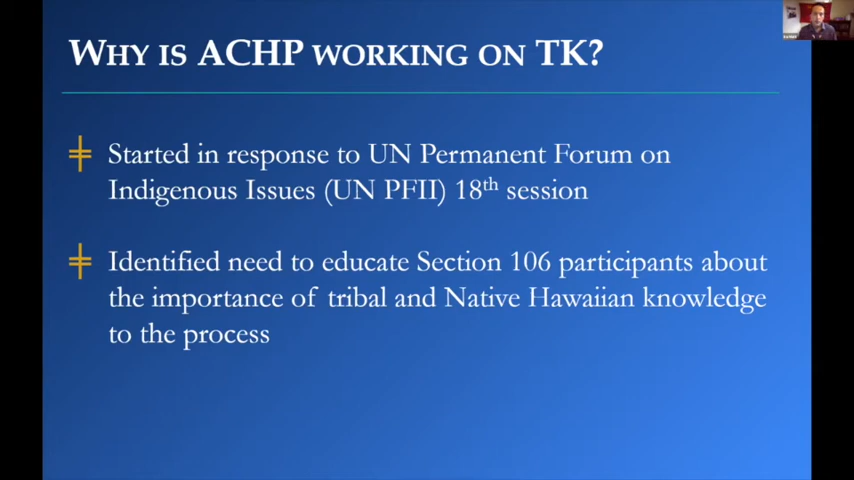 WHY IS ACHP WORKING ON TK?
Started in response to UN Permanent Forum on
Indigenous Issues (UN PFII) 18th session
Identified need to educate Section 106 participants about
the importance of tribal and Native Hawaiian knowledge
to the process